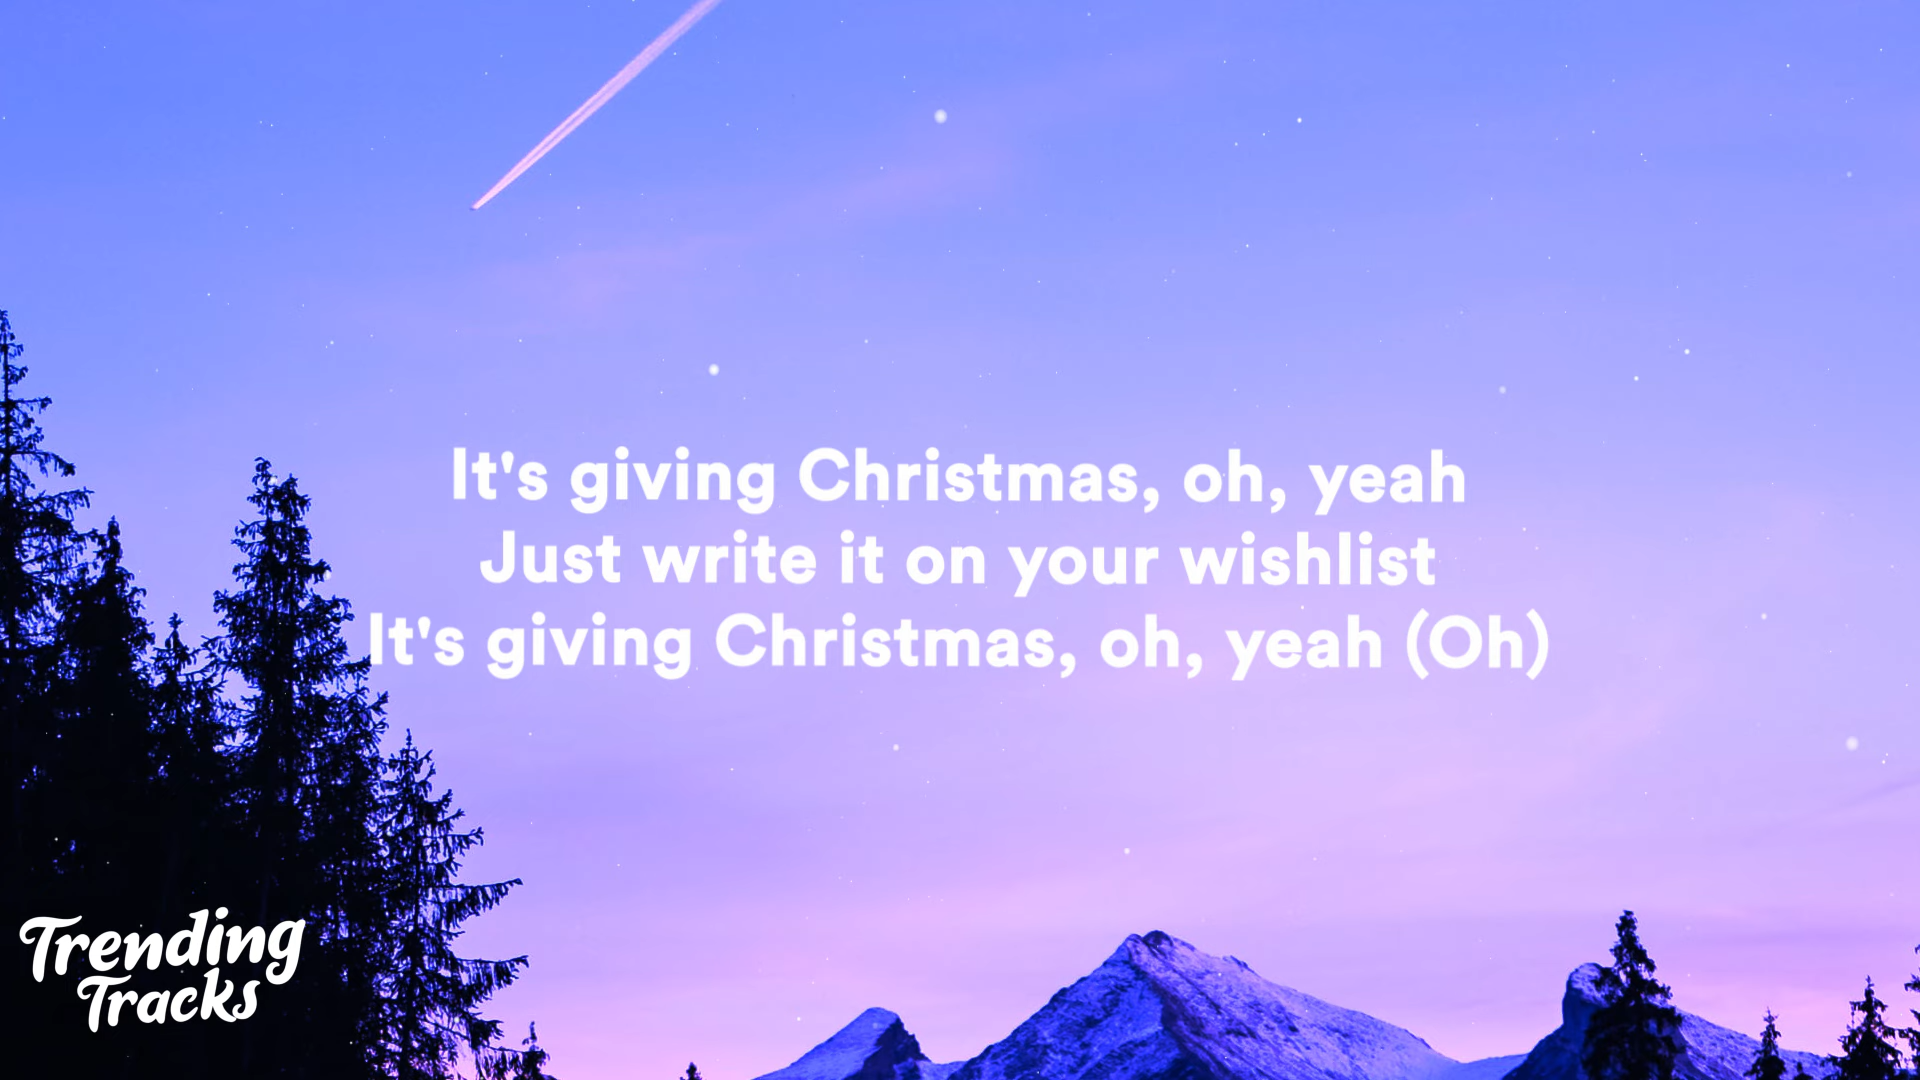 It's giving Christmas, oh, yeah
Just write it on your wishlist
It's giving Christmas, oh, yeah (Oh)
Trending
Tracks